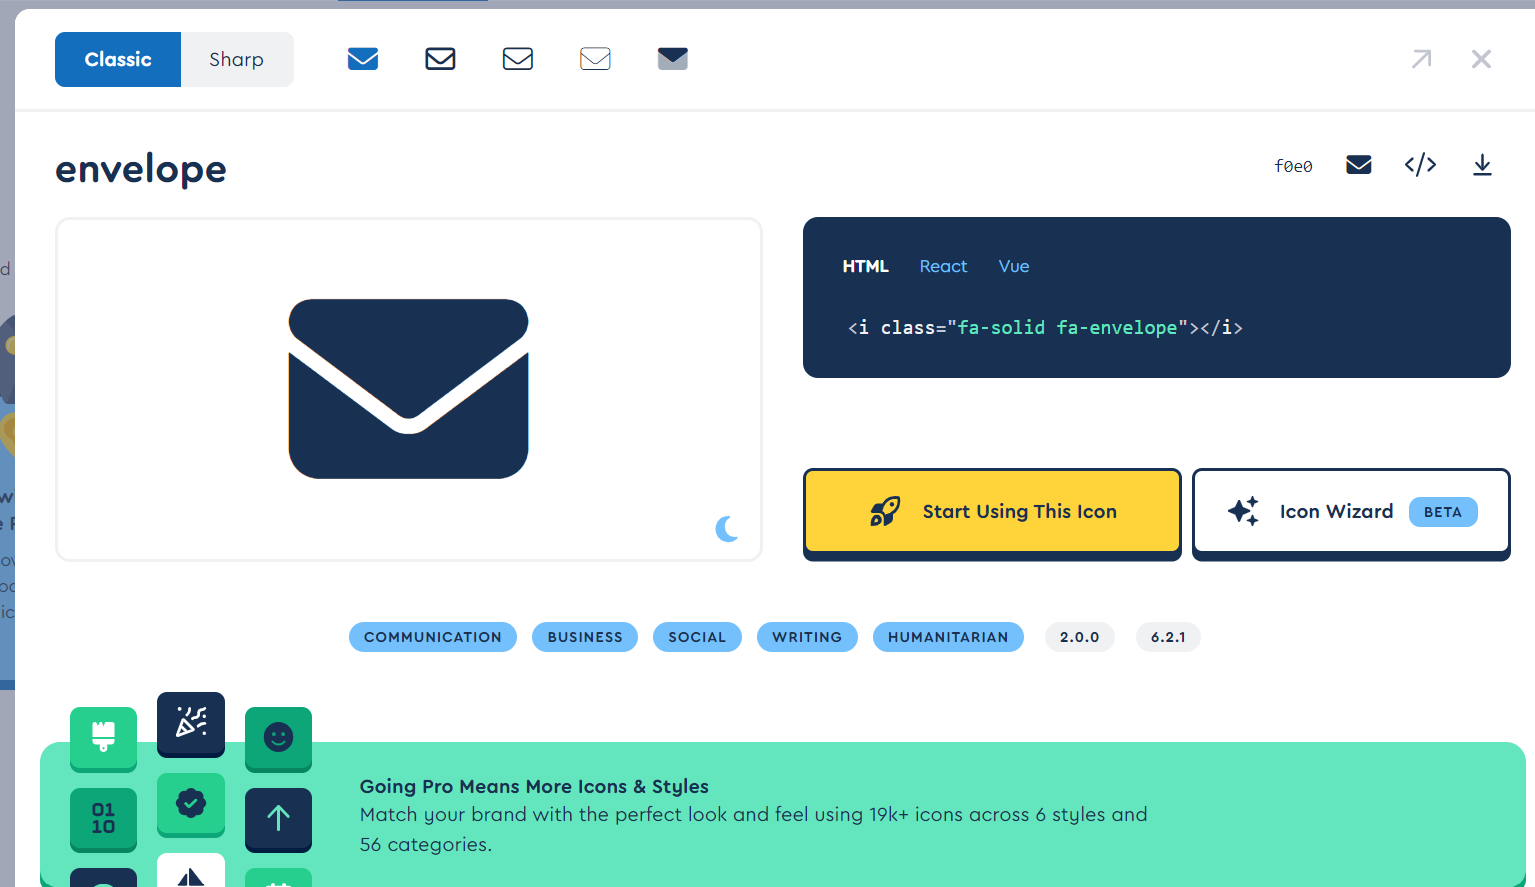 Classic
Sharp
envelope
f0e0
HTML React Vue
<i class="fa-solid fa-envelope"></i>
Start Using This Icon
Icon Wizard BETA
COMMUNICATION BUSINESS SOCIAL WRITING HUMANITARIAN 2.0.0 6.2.1
01
10
Going Pro Means More Icons & Styles
Match your brand with the perfect look and feel using 19k+ icons across 6 styles and
56 categories.